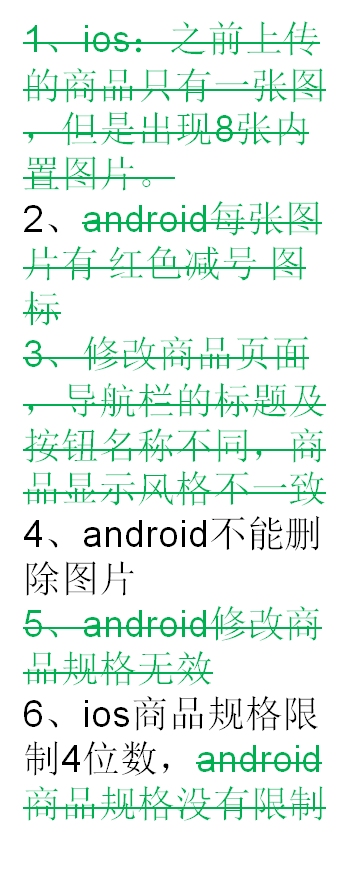 1、ios：之前上传
的商品只有一张图
，但是出现8张内
置图片。
2、android每张图
片有 红色减号 图
标
3、修改商品页面
，导航栏的标题及
按钮名称不同，商
品显示风格不一致
4、android不能删
除图片
5、android修改商
品规格无效
6、ios商品规格限
制4位数，android
商品规格没有限制